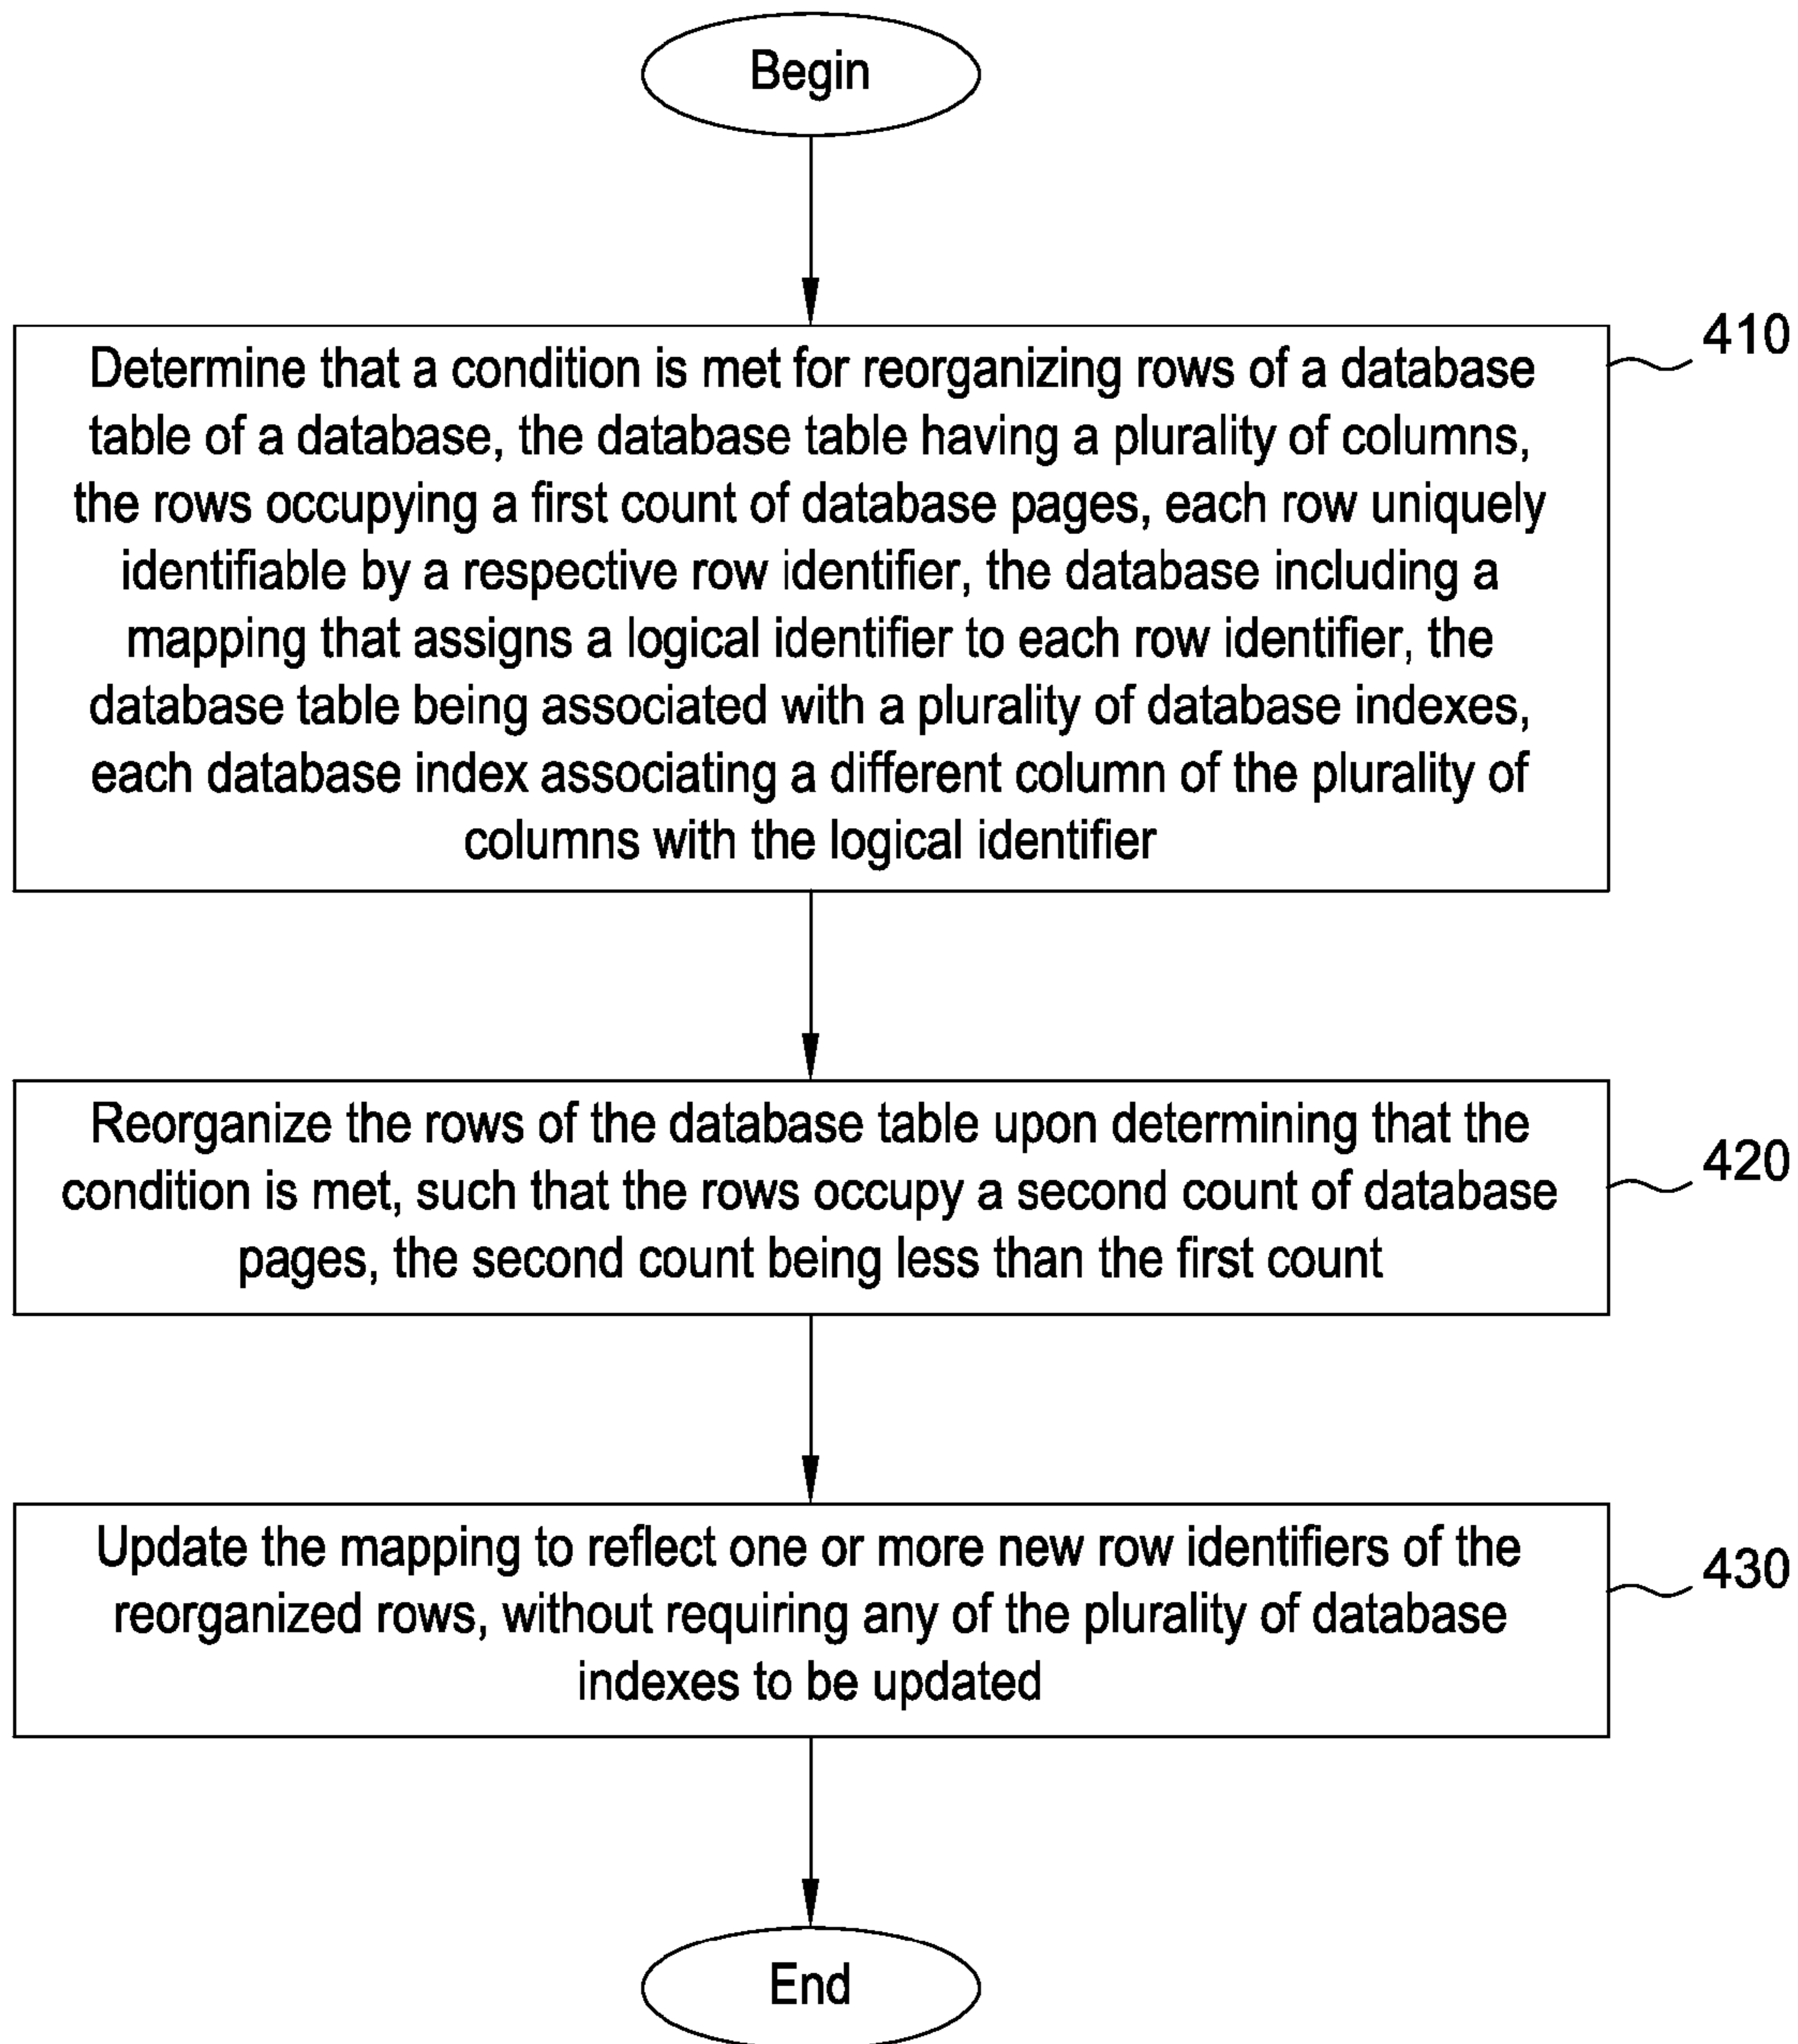 Begin
410
Determine that a condition is met for reorganizing rows of a database
table of a database, the database table having a plurality of columns,
the rows occupying a first count of database pages, each row uniquely
identifiable by a respective row identifier, the database including a
mapping that assigns a logical identifier to each row identifier, the
database table being associated with a plurality of database indexes,
each database index associating a different column of the plurality of
columns with the logical identifier
Reorganize the rows of the database table upon determining that the
420
condition is met, such that the rows occupy a second count of database
pages, the second count being less than the first count
Update the mapping to reflect one or more new row identifiers of the
430
reorganized rows, without requiring any of the plurality of database
indexes to be updated
End